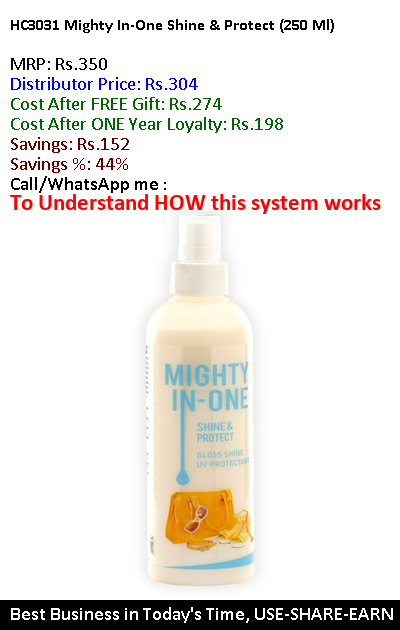 HC3031 Mighty In-One Shine & Protect (250 Ml)
MRP: Rs.350
Distributor Price: Rs.304
Cost After FREE Gift: Rs.274
Cost After ONE Year Loyalty: Rs.198
Savings: Rs.152
Savings %: 44%
Call/WhatsApp me :
To Understand HOW this system works
MIGHTY
IN-ONE
SHINE &
PROTECT
GLOSS SHINE
UV PROTECTANT
Best Business in Today's Time, USE-SHARE-EARN